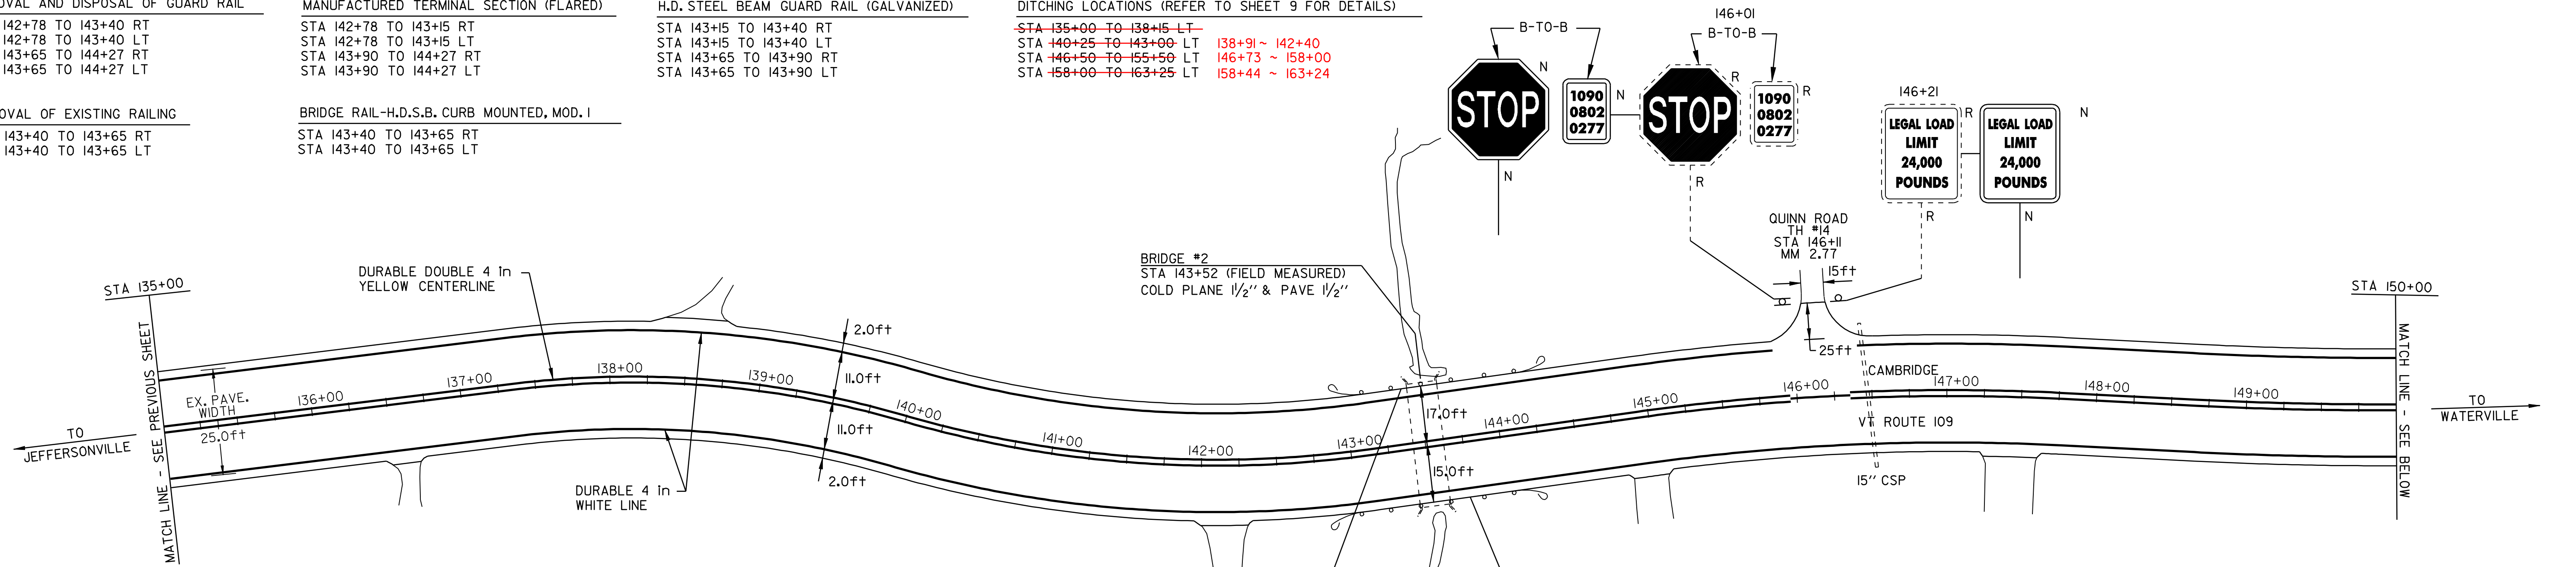 OVAL AND DISPOSAL OF GUARD RAIL
142+78 TO 143+40 RT
142+78 TO 143+40 LT
143+65 TO 144+27 RT
143+65 TO 144+27 LT
OVAL OF EXISTING RAILING
143+40 TO 143+65 RT
143+40 TO 143+65 LT
MANUFACTURED TERMINAL SECTION (FLARED)
STA 142+78 TO 143+15 RT
STA 142+78 TO 143+15 LT
STA 143+90 TO 144+27 RT
STA 143+90 TO 144+27 LT
BRIDGE RAIL-H.D.S.B. CURB MOUNTED, MOD. I
STA 143+40 TO 143+65 RT
STA 143+40 TO 143+65 LT
H.D. STEEL BEAM GUARD RAIL (GALVANIZED)
STA 143+15 TO 143+40 RT
STA 143+15 TO 143+40 LT
STA 143+65 TO 143+90 RT
STA 143+65 TO 143+90 LT
DITCHING LOCATIONS (REFER TO SHEET 9 FOR DETAILS)
STA 135+00 TO 138+15 LT
STA 140+25 TO 143+00 LT 138+91 ~ 142+40
STA 146+50 TO 155+50 LT 146+73 ~ 158+00
STA 158+00 TO 163+25 LT 158+44 ~ 163+24
B-TO-B
STOP
N
1090
0802
0277
N
N
146+01
B-TO-B
STOP
R
1090
0802
0277
R
R
146+21
LEGAL LOAD
LIMIT
24,000
POUNDS
R
R
LEGAL LOAD
LIMIT
24,000
POUNDS
N
N
QUINN ROAD
TH #14
STA 146+11
MM 2.77
15ft
25ft
BRIDGE #2
STA 143+52 (FIELD MEASURED)
COLD PLANE 1½" & PAVE 1½"
DURABLE DOUBLE 4 in
YELLOW CENTERLINE
STA 135+00
MATCH LINE - SEE PREVIOUS SHEET
TO
JEFFERSONVILLE
EX. PAVE.
WIDTH
25.0ft
136+00
137+00
138+00
139+00
140+00
141+00
142+00
143+00
144+00
145+00
146+00
147+00
148+00
149+00
2.0ft
11.0ft
11.0ft
2.0ft
DURABLE 4 in
WHITE LINE
17.0ft
15.0ft
CAMBRIDGE
VT ROUTE 109
15" CSP
STA 150+00
MATCH LINE - SEE BELOW
TO
WATERVILLE